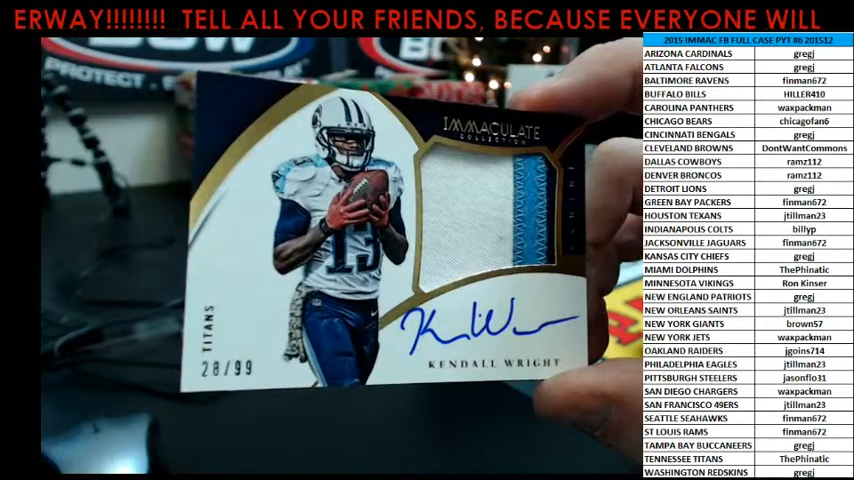 ERWAY!!!!!!!! TELL ALL YOUR FRIENDS, BECAUSE EVERYONE WILL
2015 IMMAC FB FULL CASE PYT #6 201512
ARIZONA CARDINALS gregj
ATLANTA FALCONS gregj
BALTIMORE RAVENS finman672
BUFFALO BILLS HILLER410
CAROLINA PANTHERS waxpackman
CHICAGO BEARS chicagofan6
CINCINNATI BENGALS gregj
CLEVELAND BROWNS DontWantCommons
DALLAS COWBOYS ramz112
DENVER BRONCOS ramz112
DETROIT LIONS gregj
GREEN BAY PACKERS finman672
HOUSTON TEXANS jtillman23
INDIANAPOLIS COLTS billyp
JACKSONVILLE JAGUARS finman672
KANSAS CITY CHIEFS gregj
MIAMI DOLPHINS ThePhinatic
MINNESOTA VIKINGS Ron Kinser
NEW ENGLAND PATRIOTS gregj
NEW ORLEANS SAINTS jtillman23
NEW YORK GIANTS brown57
NEW YORK JETS waxpackman
OAKLAND RAIDERS jgoins714
PHILADELPHIA EAGLES jtillman23
PITTSBURGH STEELERS jasonflo31
SAN DIEGO CHARGERS waxpackman
SAN FRANCISCO 49ERS jtillman23
SEATTLE SEAHAWKS finman672
ST LOUIS RAMS finman672
TAMPA BAY BUCCANEERS gregj
TENNESSEE TITANS ThePhinatic
WASHINGTON REDSKINS gregj
PROTECT
IMMACULATE
COLLECTION
PANINI
13
TITANS
28/99
KENDALL WRIGHT